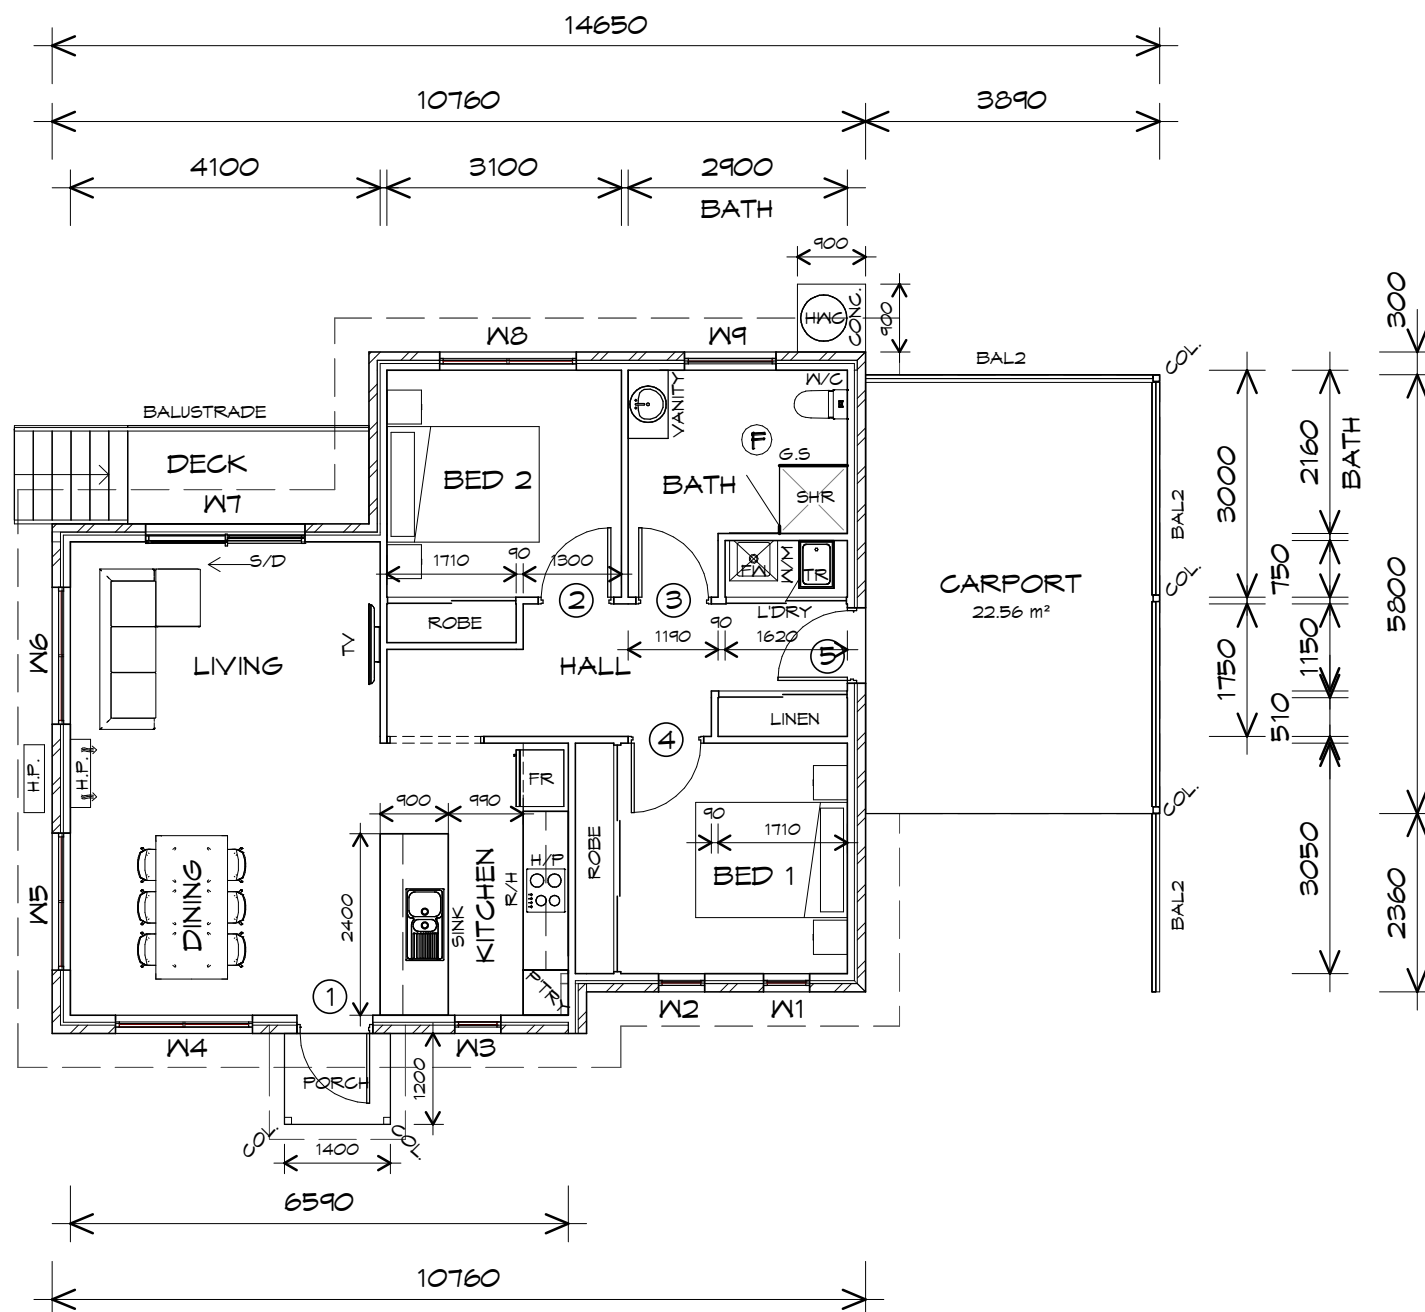 14650
10760
3890
4100
3100
2900
BATH
900
HWC
CONC.
900
300
W8
W9
BAL2
COL.
BALUSTRADE
DECK
W7
BED 2
VANITY
W/C
F
G.S
BATH
SHR
BAL2
3000
2160
BATH
S/D
1710
90
1300
FW
W/M
TR
L'DRY
CARPORT
22.56 m²
COL.
750
5800
2
3
ROBE
90
1190
1620
W6
LIVING
TV
HALL
5
1750
1150
510
LINEN
4
H.P.
H.P.
FR
900
990
COL.
90
1710
ROBE
H/P
R/H
KITCHEN
SINK
2400
BED 1
3050
BAL2
2360
W5
DINING
P'TRY
1
W2
W1
W4
W3
PORCH
1200
COL.
COL.
1400
6590
10760